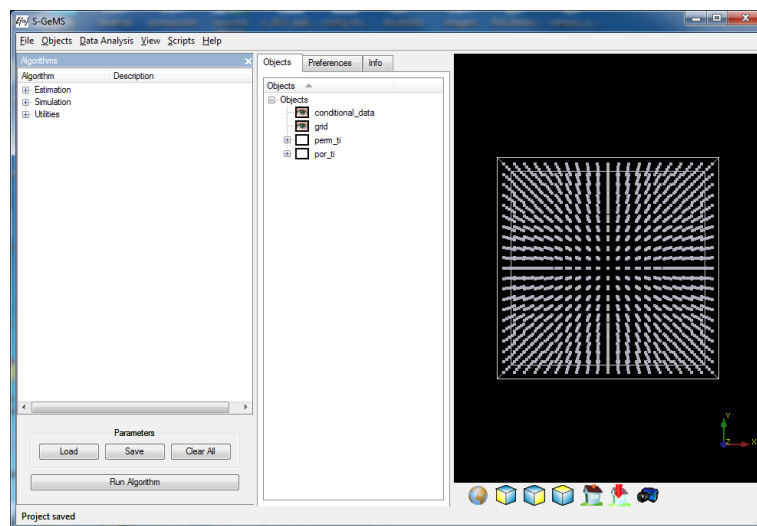 S-GeMS
File Objects Data Analysis View Scripts Help
Algorithms
Algorithm Description
Estimation
Simulation
Utilities
Parameters
Load Save Clear All
Run Algorithm
Project saved
Objects Preferences Info
Objects
Objects
conditional_data
grid
perm_ti
por_ti
Y
Z X